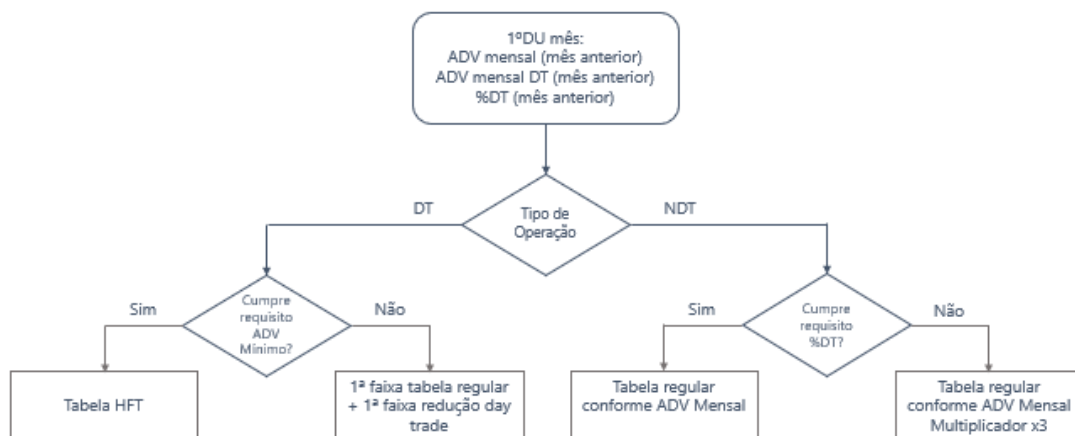 1ºDU mês:
ADV mensal (mês anterior)
ADV mensal DT (mês anterior)
%DT (mês anterior)
DT
Tipo de
Operação
NDT
Sim
Cumpre
requisito
ADV
Mínimo?
Não
Sim
Cumpre
requisito
%DT?
Não
Tabela HFT
1ª faixa tabela regular
+ 1ª faixa redução day
trade
Tabela regular
conforme ADV Mensal
Tabela regular
conforme ADV Mensal
Multiplicador x3